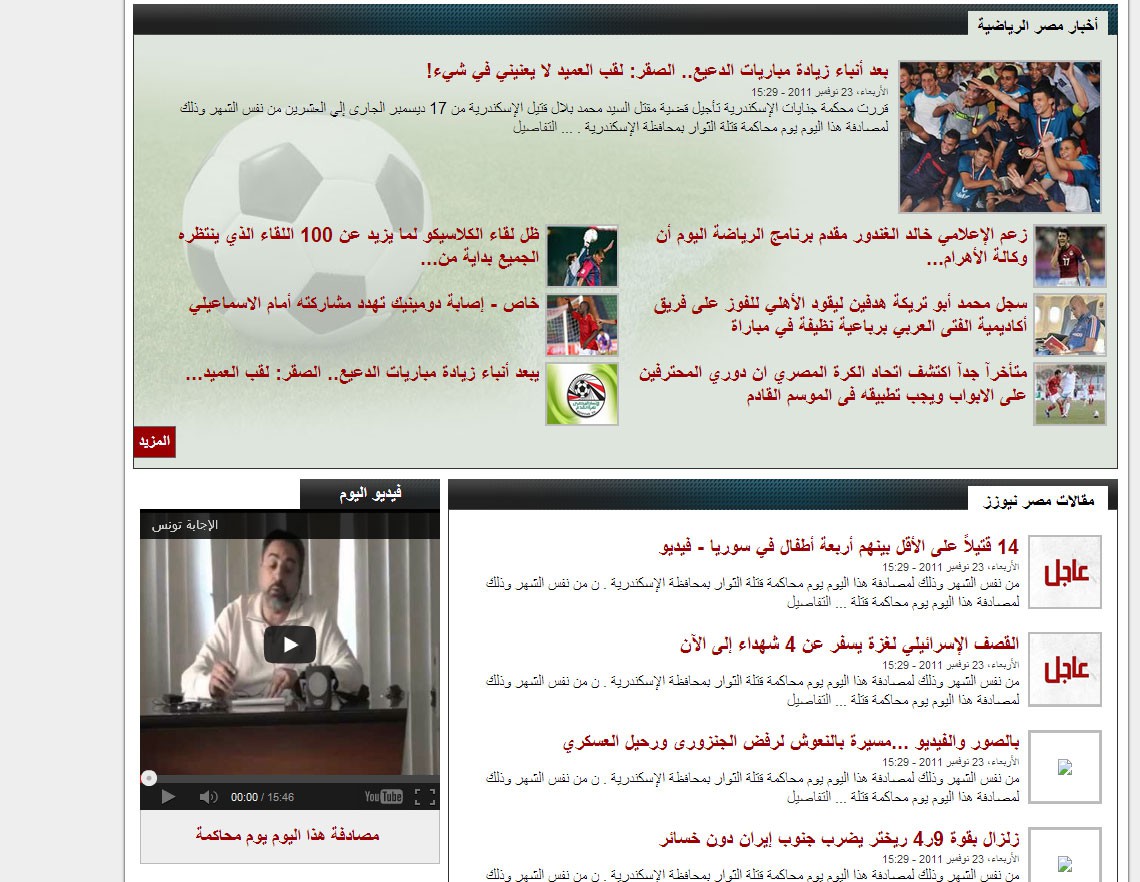 أخبار مصر الرياضية
بعد أنباء زيادة مباريات الدعيع.. الصقر: لقب العميد لا يعنيني في شيء!
الأربعاء، 23 نوفمبر 2011 - 15:29
قررت محكمة جنايات الإسكندرية تأجيل قضية مقتل السيد محمد بلال قتيل الإسكندرية من 17 ديسمبر الجارى إلي العشرين من نفس الشهر وذلك
لمصادفة هذا اليوم يوم محاكمة قتلة الثوار بمحافظة الإسكندرية . ... التفاصيل
زعم الإعلامي خالد الغندور مقدم برنامج الرياضة اليوم أن
وكالة الأهرام...
ظل لقاء الكلاسيكو لما يزيد عن 100 اللقاء الذي ينتظره
الجميع بداية من...
سجل محمد أبو تريكة هدفين ليقود الأهلي للفوز على فريق
أكاديمية الفتى العربي برباعية نظيفة في مباراة
خاص - إصابة دومينيك تهدد مشاركته أمام الاسماعيلي
متأخرآ جدآ اكتشف اتحاد الكرة المصري ان دوري المحترفين
على الابواب ويجب تطبيقه فى الموسم القادم
يبعد أنباء زيادة مباريات الدعيع.. الصقر: لقب العميد...
المزيد
مقالات مصر نيوزز
14 قتيلاً على الأقل بينهم أربعة أطفال في سوريا - فيديو
الأربعاء، 23 نوفمبر 2011 - 15:29
من نفس الشهر وذلك لمصادفة هذا اليوم يوم محاكمة قتلة الثوار بمحافظة الإسكندرية . ن من نفس الشهر وذلك
لمصادفة هذا اليوم يوم محاكمة قتلة ... التفاصيل
عاجل
القصف الإسرائيلي لغزة يسفر عن 4 شهداء إلى الآن
الأربعاء، 23 نوفمبر 2011 - 15:29
من نفس الشهر وذلك لمصادفة هذا اليوم يوم محاكمة قتلة الثوار بمحافظة الإسكندرية . ن من نفس الشهر وذلك
لمصادفة هذا اليوم يوم محاكمة قتلة ... التفاصيل
عاجل
بالصور والفيديو ...مسيرة بالنعوش لرفض الجنزورى ورحيل العسكري
الأربعاء، 23 نوفمبر 2011 - 15:29
من نفس الشهر وذلك لمصادفة هذا اليوم يوم محاكمة قتلة الثوار بمحافظة الإسكندرية . ن من نفس الشهر وذلك
لمصادفة هذا اليوم يوم محاكمة قتلة ... التفاصيل
زلزال بقوة 9ر4 ريختر يضرب جنوب إيران دون خسائر
الأربعاء، 23 نوفمبر 2011 - 15:29
من نفس الشهر وذلك لمصادفة هذا اليوم يوم محاكمة قتلة الثوار بمحافظة الإسكندرية . ن من نفس الشهر وذلك
فيديو اليوم
الإجابة تونس
00:00 / 15:46
YouTube
مصادفة هذا اليوم يوم محاكمة